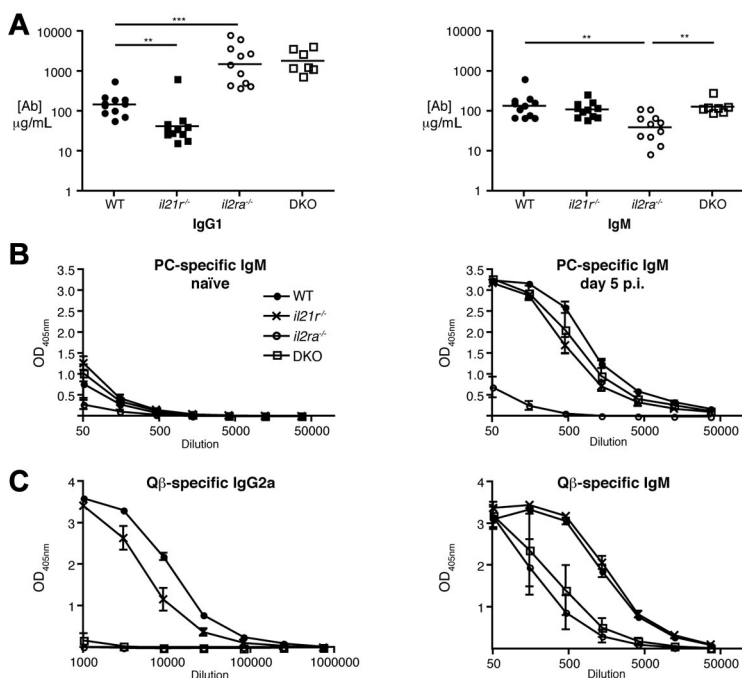 A
*** 
**
10000
1000
100
10
1
[Ab]
µg/mL
WT
il21r-/-
il2ra-/-
DKO
IgG1
** **
10000
1000
100
10
1
[Ab]
µg/mL
WT
il21r-/-
il2ra-/-
DKO
IgM
B
PC-specific IgM
naïve
3.5
3.0
2.5
2.0
1.5
1.0
0.5
OD405nm
WT
il21r-/-
il2ra-/-
DKO
50 500 5000 50000
Dilution
PC-specific IgM
day 5 p.i.
3.5
3.0
2.5
2.0
1.5
1.0
0.5
OD405nm
50 500 5000 50000
Dilution
C
Qβ-specific IgG2a
4
3
2
1
OD405nm
1000 10000 100000 1000000
Dilution
Qβ-specific IgM
4
3
2
1
OD405nm
50 500 5000 50000
Dilution